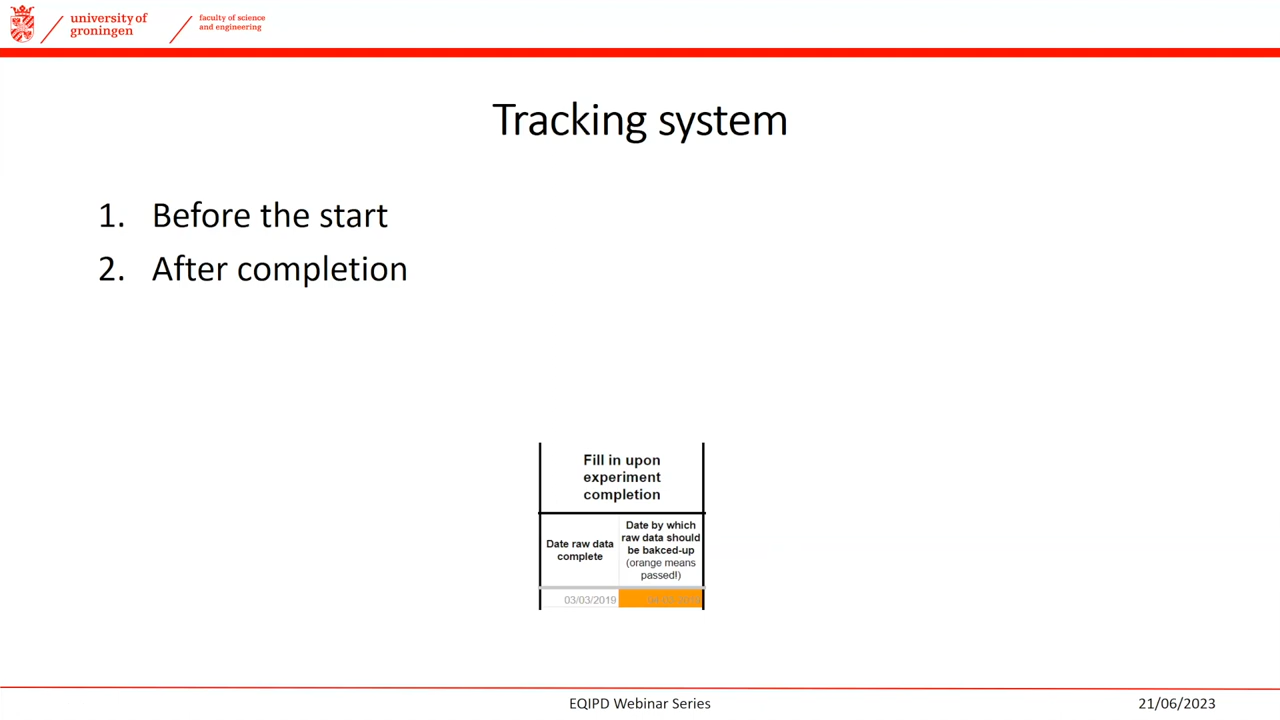 university of
groningen
faculty of science
and engineering
Tracking system
1. Before the start
2. After completion
Fill in upon
experiment
completion
Date raw data
complete
Date by which
raw data should
be bakced-up
(orange means
passed!)
03/03/2019
EQIPD Webinar Series
21/06/2023